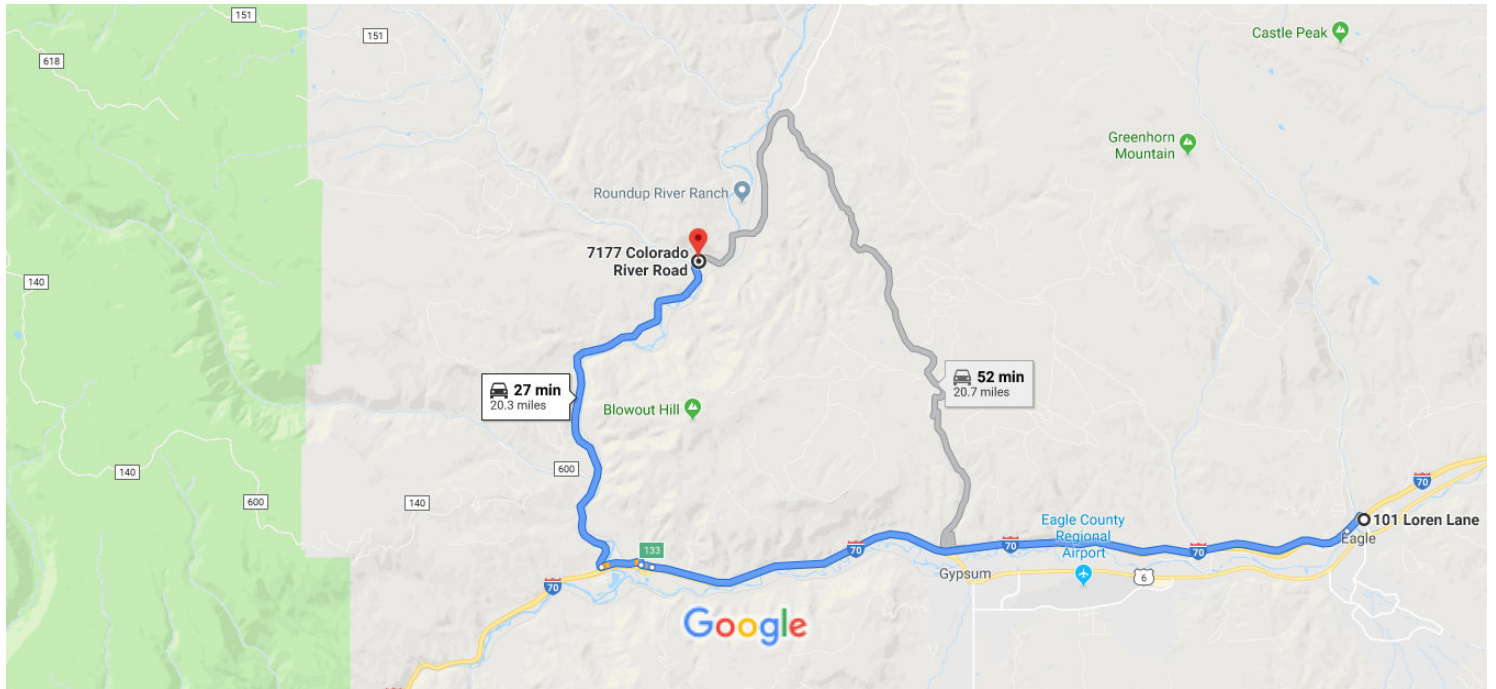 151
151
618
Castle Peak
Greenhorn
Mountain
Roundup River Ranch
7177 Colorado
River Road
140
27 min
20.3 miles
52 min
20.7 miles
Blowout Hill
600
140
600
140
70
101 Loren Lane
Eagle
Eagle County
Regional
Airport
133
70
70
70
70
Gypsum
6
Google